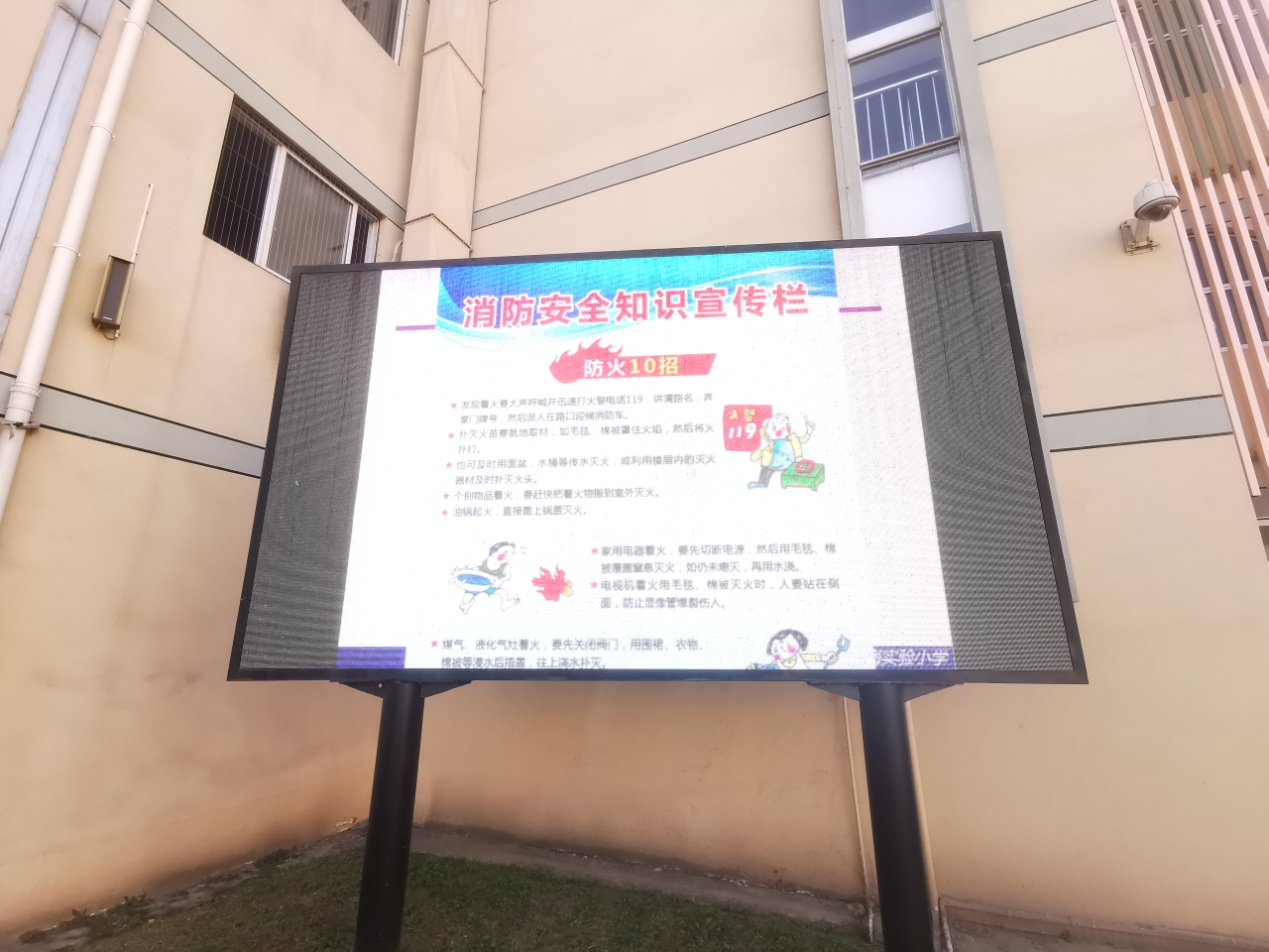 消防安全知识宣传栏
防火10招
★发现着火要大声呼喊并迅速打火警电话119，讲清路名，弄
堂门牌号，然后派人在路口迎候消防车。
★扑灭火苗要就地取材，如毛毯、棉被罩住火焰，然后将火
扑打。
★也可及时用面盆，水桶等传水灭火，或利用楼层内的灭火
器材及时扑灭火头。
★个别物品着火，要赶快把着火物搬到室外灭火。
★油锅起火，直接盖上锅盖灭火。
火警
119
★家用电器着火，要先切断电源，然后用毛毯、棉
被覆盖窒息灭火，如仍未熄灭，再用水浇。
★电视机着火用毛毯、棉被灭火时，人要站在侧
面，防止显像管爆裂伤人。
★煤气、液化气灶着火，要先关闭阀门，用围裙、衣物、
棉被等浸水后捂盖，往上浇水扑灭。
实验小学